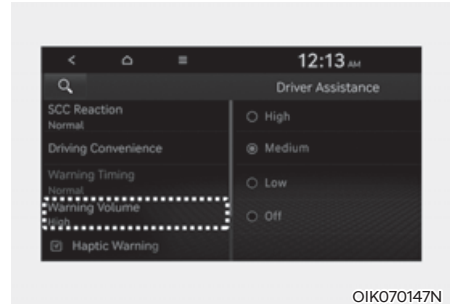 12:13 AM
Driver Assistance
SCC Reaction
Normal
Driving Convenience
Warning Timing
Normal
Warning Volume
High
Haptic Warning
High
Medium
Low
Off
OIK070147N